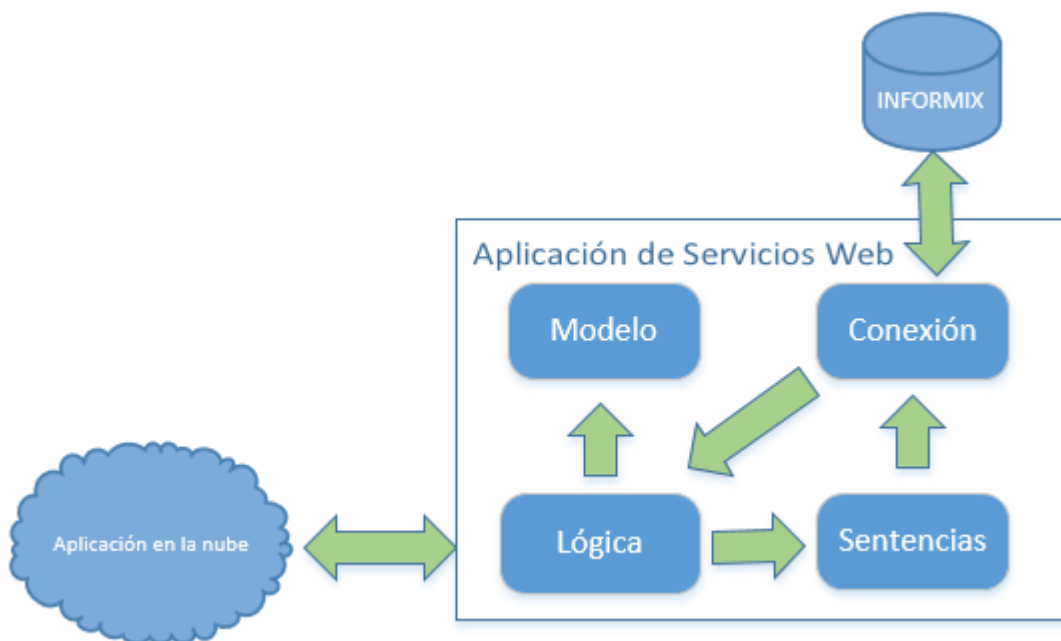 INFORMIX
Aplicación de Servicios Web
Modelo
Conexión
Aplicación en la nube
Lógica
Sentencias